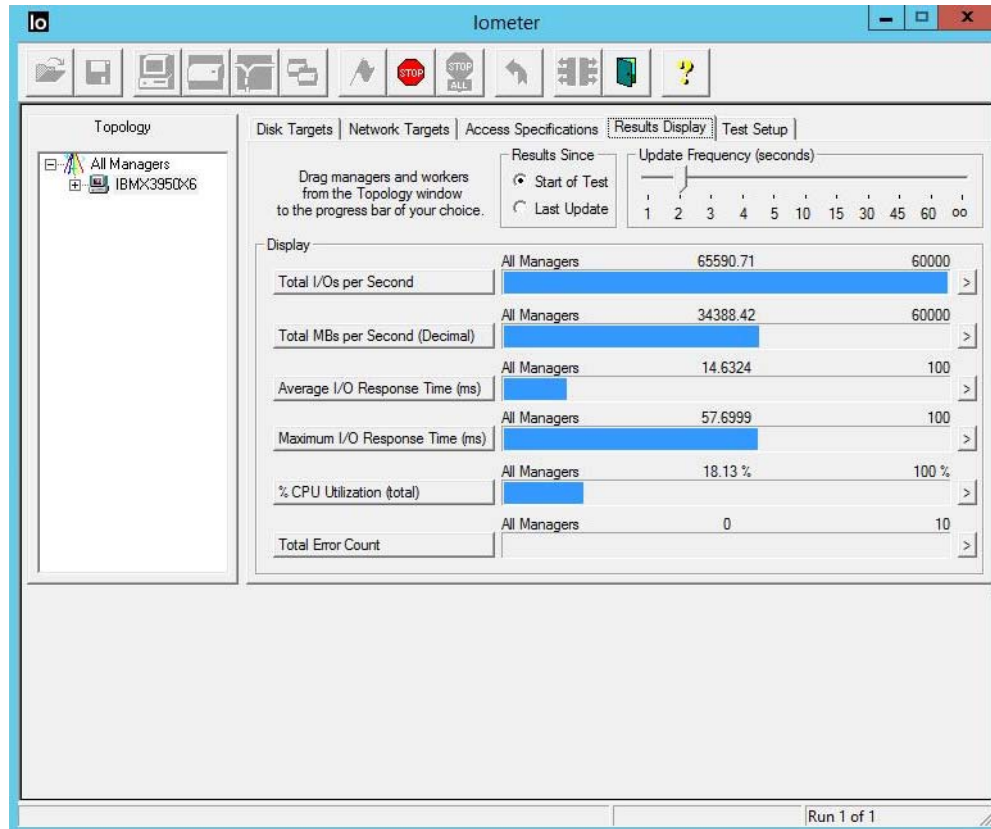 Io
Iometer
STOP
STOP
ALL
Topology
All Managers
IBMX3950X6
Disk Targets
Network Targets
Access Specifications
Results Display
Test Setup
Drag managers and workers
from the Topology window
to the progress bar of your choice.
Results Since
Start of Test
Last Update
Update Frequency (seconds)
1 2 3 4 5 10 15 30 45 60 oo
Display
All Managers 65590.71 60000
Total I/Os per Second >
All Managers 34388.42 60000
Total MBs per Second (Decimal) >
All Managers 14.6324 100
Average I/O Response Time (ms) >
All Managers 57.6999 100
Maximum I/O Response Time (ms) >
All Managers 18.13 % 100 %
% CPU Utilization (total) >
All Managers 0 10
Total Error Count >
Run 1 of 1